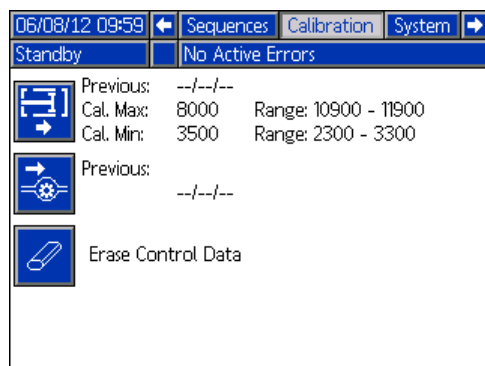 06/08/12 09:59 Sequences Calibration System
Standby No Active Errors
Previous: --/--/--
Cal. Max: 8000 Range: 10900 - 11900
Cal. Min: 3500 Range: 2300 - 3300
Previous:
--/--/--
Erase Control Data